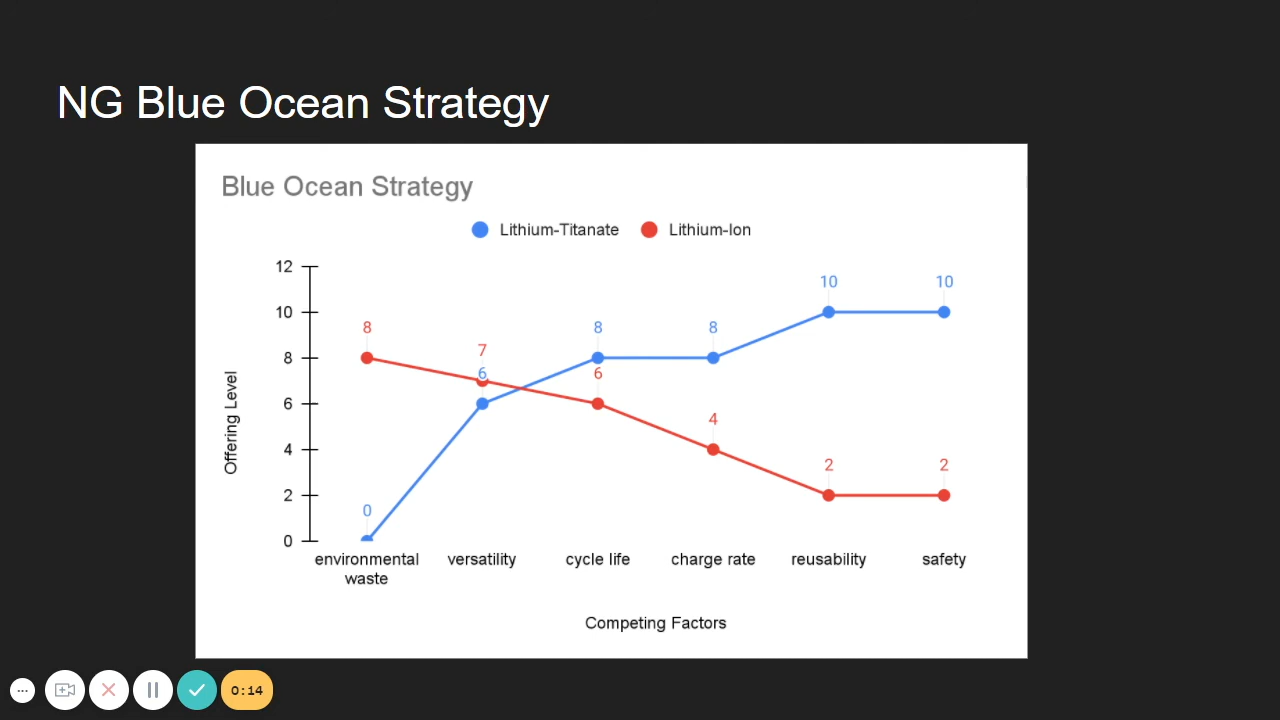 NG Blue Ocean Strategy
Blue Ocean Strategy
Lithium-Titanate Lithium-Ion
12
10
8
6
4
2
0
Offering Level
8
0
7
6
8
6
8
4
10
2
10
2
environmental waste
versatility
cycle life
charge rate
reusability
safety
Competing Factors
0:14